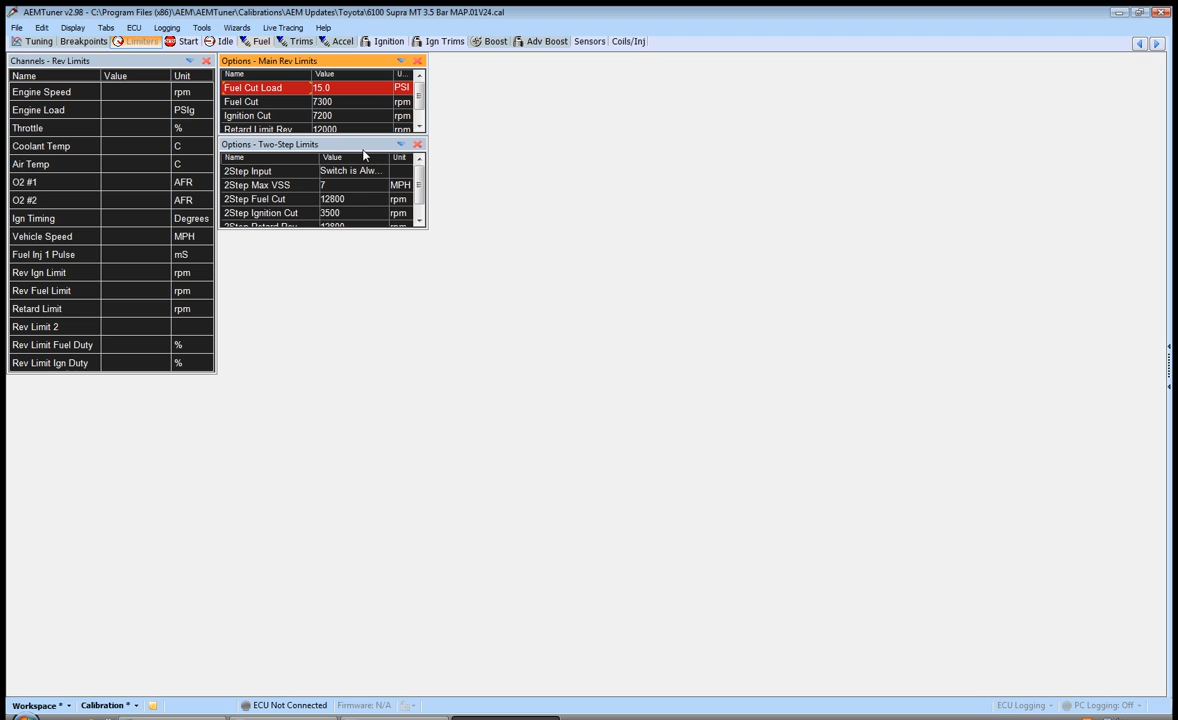 AEMTuner v2.98 - C:\Program Files (x86)\AEM\AEMTuner\Calibrations\AEM Updates\Toyota\6100 Supra MT 3.5 Bar MAP.01V24.cal
File Edit Display Tabs ECU Logging Tools Wizards Live Tracing Help
Tuning Breakpoints Limiters Start Idle Fuel Trims Accel Ignition Ign Trims Boost Adv Boost Sensors Coils/Inj
Channels - Rev Limits
Name Value Unit
Engine Speed rpm
Engine Load PSIg
Throttle %
Coolant Temp C
Air Temp C
O2 #1 AFR
O2 #2 AFR
Ign Timing Degrees
Vehicle Speed MPH
Fuel Inj 1 Pulse mS
Rev Ign Limit rpm
Rev Fuel Limit rpm
Retard Limit rpm
Rev Limit 2
Rev Limit Fuel Duty %
Rev Limit Ign Duty %
Options - Main Rev Limits
Name Value U...
Fuel Cut Load 15.0 PSI
Fuel Cut 7300 rpm
Ignition Cut 7200 rpm
Retard Limit Rev 12000 rpm
Options - Two-Step Limits
Name Value Unit
2Step Input Switch is Alw...
2Step Max VSS 7 MPH
2Step Fuel Cut 12800 rpm
2Step Ignition Cut 3500 rpm
2Step Retard Rev 12800 rpm
Workspace * Calibration * ECU Not Connected Firmware: N/A ECU Logging PC Logging: Off